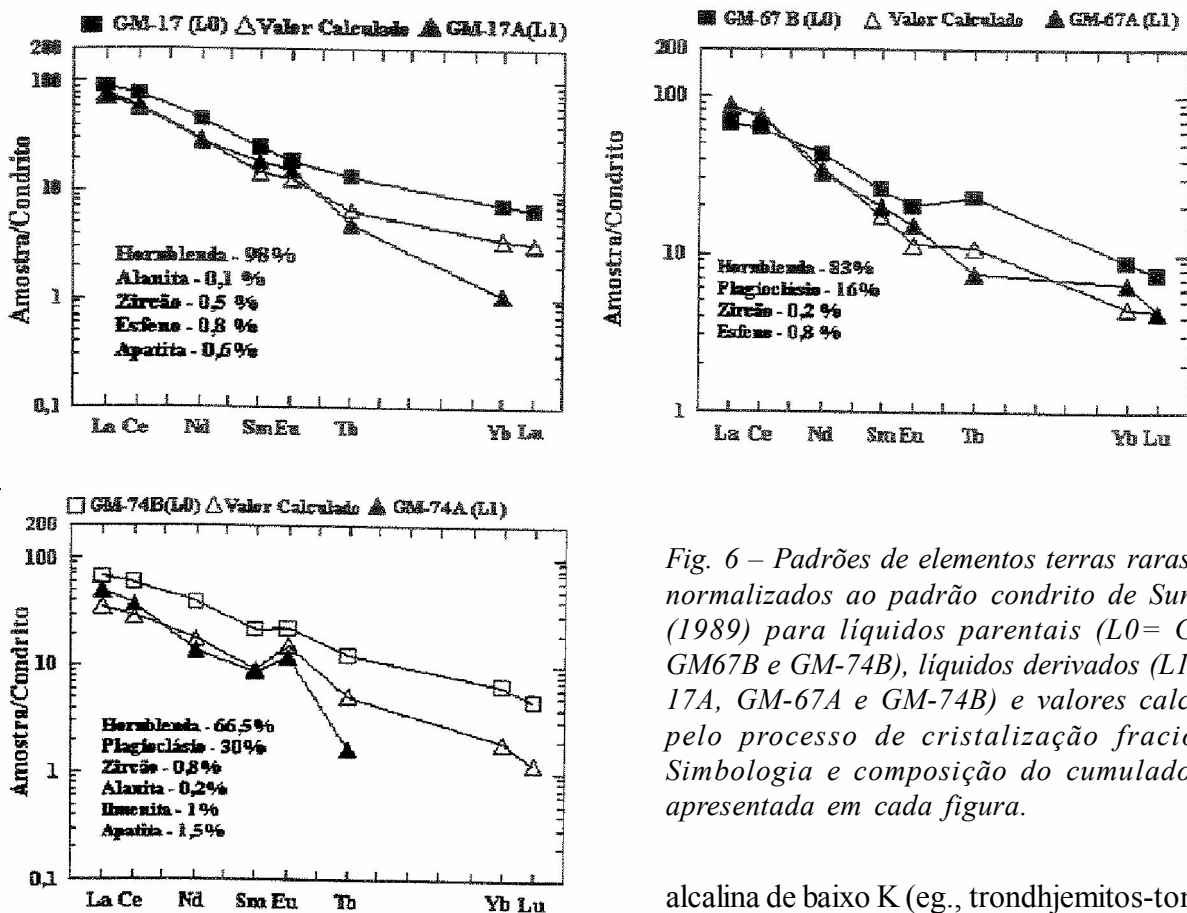 GM-17 (L0) Valor Calculado GM-17A(L1)
200
100
10
1
0,1
Amostra/Condrito
Hornblenda - 98%
Alanita - 0,1 %
Zircão - 0,5 %
Esfeno - 0,8 %
Apatita - 0,6%
La Ce Nd Sm Eu Tb Yb Lu
GM-67 B (L0) Valor Calculado GM-67A(L1)
200
100
10
1
Amostra/Condrito
Hornblenda - 83%
Plagioclásio - 16%
Zircão - 0,2 %
Esfeno - 0,8 %
La Ce Nd Sm Eu Tb Yb Lu
GM-74B(L0) Valor Calculado GM-74A (L1)
200
100
10
1
0,1
Amostra/Condrito
Hornblenda - 66,5%
Plagioclásio - 30%
Zircão - 0,8%
Alanita - 0,2%
Ilmenita - 1%
Apatita - 1,5%
La Ce Nd Sm Eu Tb Yb Lu
Fig. 6 – Padrões de elementos terras raras
normalizados ao padrão condrito de Sun
(1989) para líquidos parentais (L0= G
GM67B e GM-74B), líquidos derivados (L1
17A, GM-67A e GM-74B) e valores calc
pelo processo de cristalização fracio
Simbologia e composição do cumulado
apresentada em cada figura.
alcalina de baixo K (eg., trondhjemitos-ton